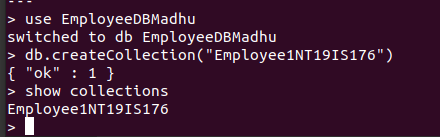 ---
> use EmployeeDBMadhu
switched to db EmployeeDBMadhu
> db.createCollection("Employee1NT19IS176")
{ "ok" : 1 }
> show collections
Employee1NT19IS176
>